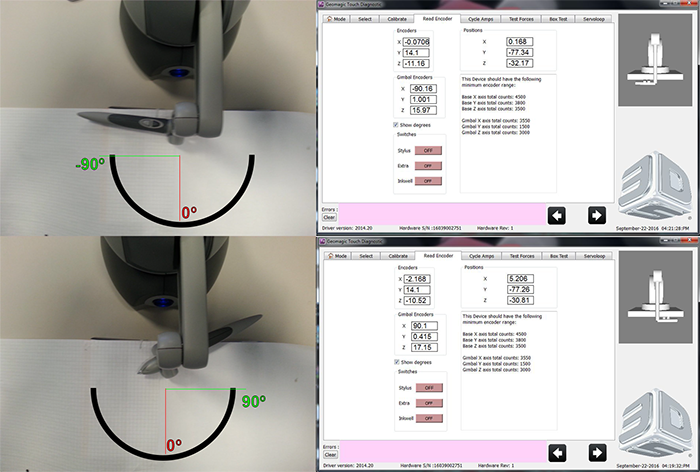 -90°
0°
Geomagic Touch Diagnostic
Mode Select Calibrate Read Encoder Cycle Amps Test Forces Box Test Servoloop
Encoders
X -0.0706
Y 14.1
Z -11.16
Positions
X 0.168
Y -77.34
Z -32.17
Gimbal Encoders
X -90.16
Y 1.001
Z 15.97
Show degrees
Switches
Stylus OFF
Extra OFF
Inkwell OFF
This Device should have the following
minimum encoder range:
Base X axis total counts: 4500
Base Y axis total counts: 3800
Base Z axis total counts: 3500
Gimbal X axis total counts: 3550
Gimbal Y axis total counts: 1500
Gimbal Z axis total counts: 3000
3D
Errors :
Clear
Driver version: 2014.20 Hardware S/N :16039002751 Hardware Rev: 1 September-22-2016 04:21:28 PM
90°
0°
Geomagic Touch Diagnostic
Mode Select Calibrate Read Encoder Cycle Amps Test Forces Box Test Servoloop
Encoders
X -2.168
Y 14.1
Z -10.52
Positions
X 5.206
Y -77.26
Z -30.81
Gimbal Encoders
X 90.1
Y 0.415
Z 17.15
Show degrees
Switches
Stylus OFF
Extra OFF
Inkwell OFF
This Device should have the following
minimum encoder range:
Base X axis total counts: 4500
Base Y axis total counts: 3800
Base Z axis total counts: 3500
Gimbal X axis total counts: 3550
Gimbal Y axis total counts: 1500
Gimbal Z axis total counts: 3000
3D
Errors :
Clear
Driver version: 2014.20 Hardware S/N :16039002751 Hardware Rev: 1 September-22-2016 04:19:33 PM